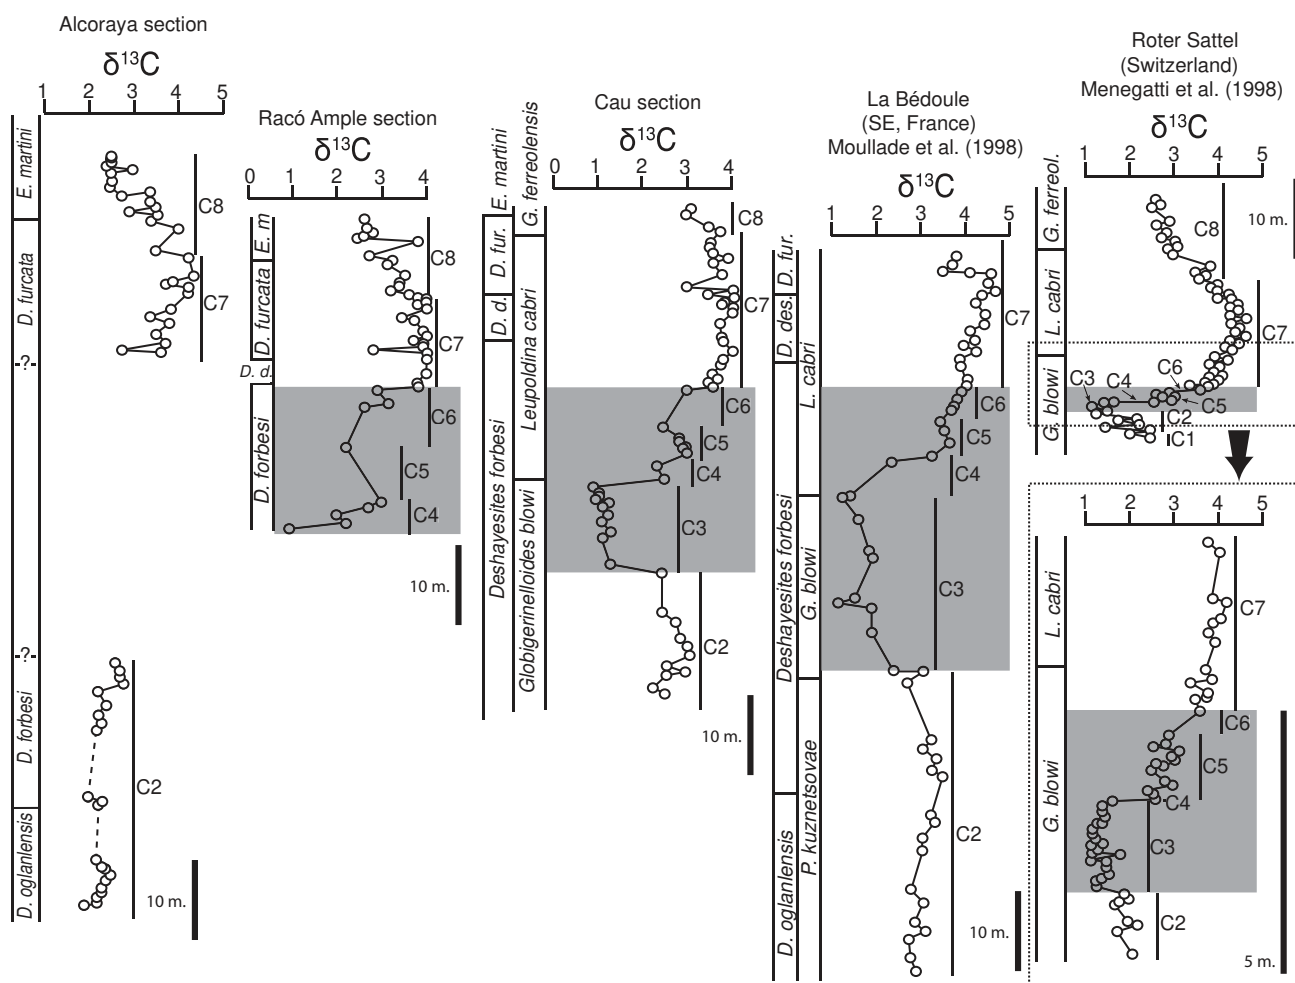 Alcoraya section
δ13C
1 2 3 4 5
E. martini
D. furcata
-?-
-?-
D. forbesi
D. oglanlensis
C8
C7
C2
10 m.
Racó Ample section
δ13C
0 1 2 3 4
E. m
D. furcata
D. d.
D. forbesi
C8
C7
C6
C5
C4
10 m.
Cau section
δ13C
0 1 2 3 4
E. martini
G. ferreolensis
D. fur.
D. d.
Leupoldina cabri
Deshayesites forbesi
Globigerinelloides blowi
C8
C7
C6
C5
C4
C3
C2
10 m.
La Bédoule
(SE, France)
Moullade et al. (1998)
δ13C
1 2 3 4 5
D. fur.
D. des.
L. cabri
Deshayesites forbesi
G. blowi
P. kuznetsovae
D. oglanlensis
C7
C6
C5
C4
C3
C2
10 m.
Roter Sattel
(Switzerland)
Menegatti et al. (1998)
δ13C
1 2 3 4 5
G. ferreol.
L. cabri
G. blowi
C8
10 m.
C7
C6
C3
C4
C5
C2
C1
1 2 3 4 5
L. cabri
G. blowi
C7
C6
C5
C4
C3
C2
5 m.